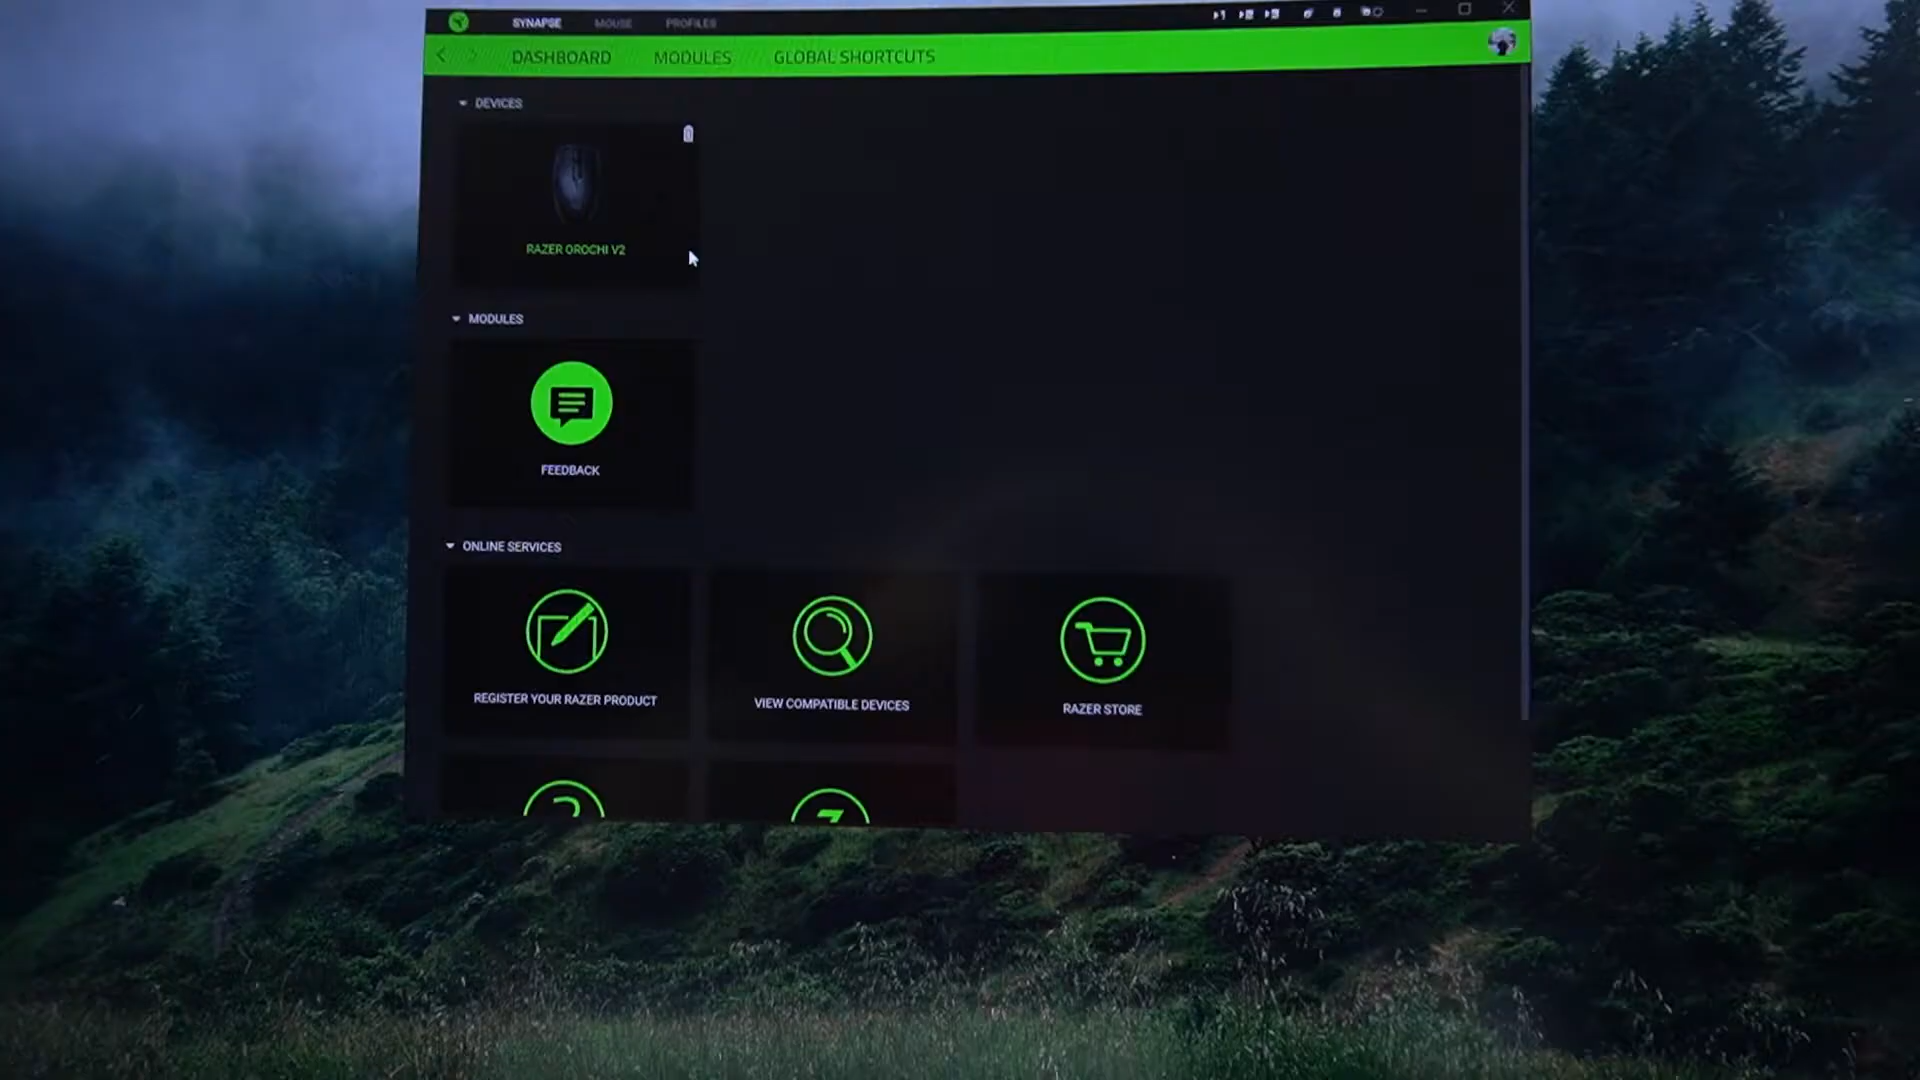 SYNAPSE MOUSE PROFILES
DASHBOARD MODULES GLOBAL SHORTCUTS
DEVICES
RAZER OROCHI V2
MODULES
FEEDBACK
ONLINE SERVICES
REGISTER YOUR RAZER PRODUCT
VIEW COMPATIBLE DEVICES
RAZER STORE